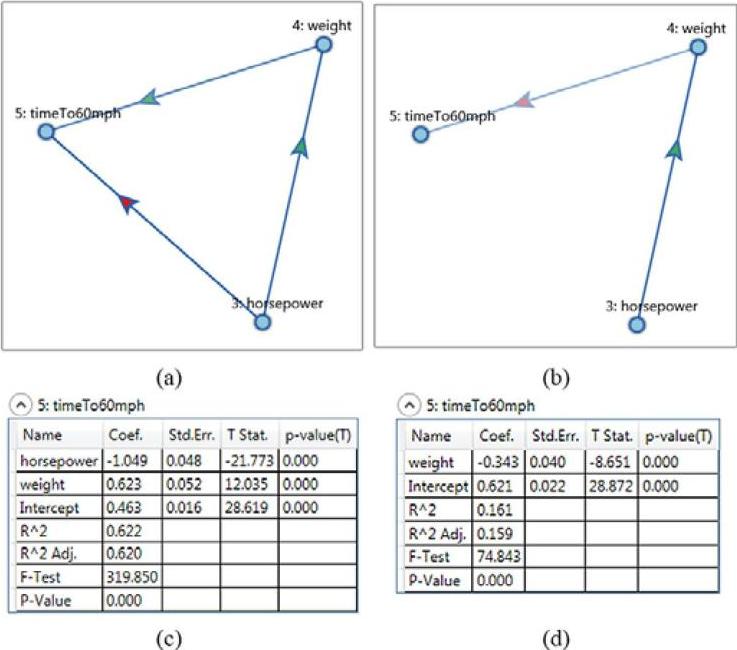 4: weight
5: timeTo60mph
3: horsepower
4: weight
5: timeTo60mph
3: horsepower
(a) (b)
5: timeTo60mph
Name Coef. Std.Err. T Stat. p-value(T)
horsepower -1.049 0.048 -21.773 0.000
weight 0.623 0.052 12.035 0.000
Intercept 0.463 0.016 28.619 0.000
R^2 0.622
R^2 Adj. 0.620
F-Test 319.850
P-Value 0.000
5: timeTo60mph
Name Coef. Std.Err. T Stat. p-value(T)
weight -0.343 0.040 -8.651 0.000
Intercept 0.621 0.022 28.872 0.000
R^2 0.161
R^2 Adj. 0.159
F-Test 74.843
P-Value 0.000
(c) (d)